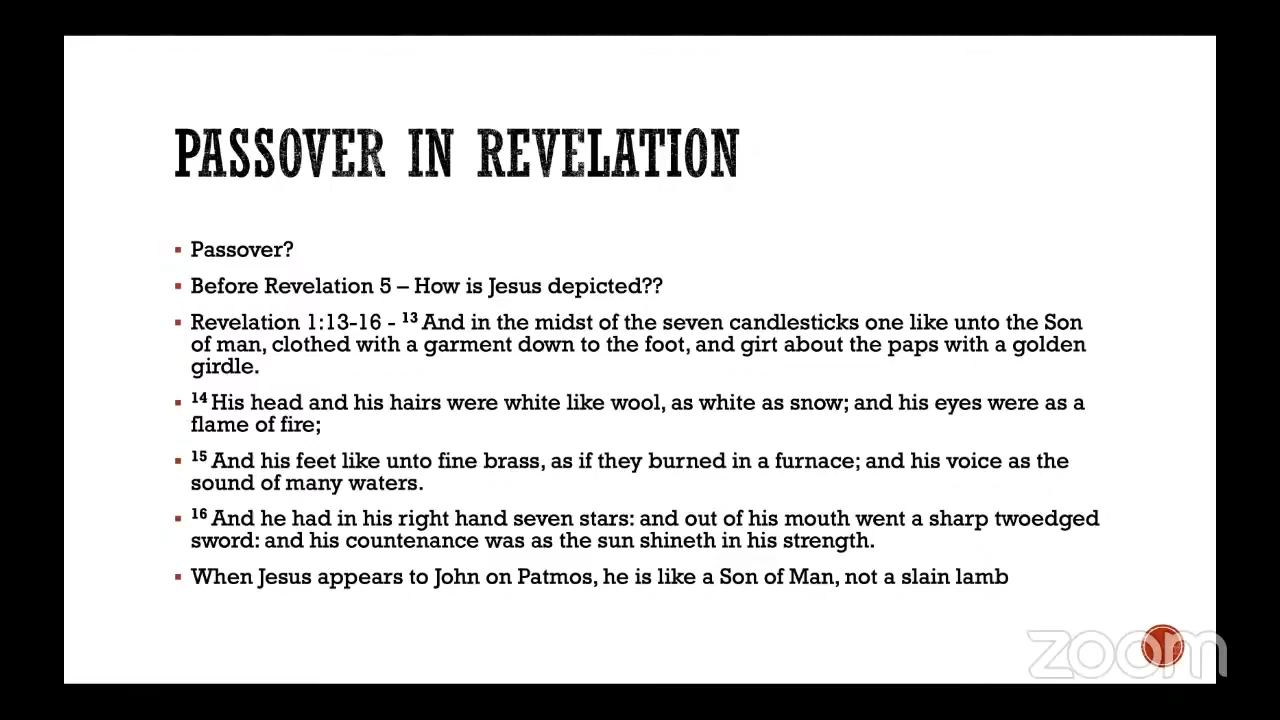 PASSOVER IN REVELATION
▪ Passover?
▪ Before Revelation 5 – How is Jesus depicted??
▪ Revelation 1:13-16 - ¹³ And in the midst of the seven candlesticks one like unto the Son
of man, clothed with a garment down to the foot, and girt about the paps with a golden
girdle.
▪ ¹⁴ His head and his hairs were white like wool, as white as snow; and his eyes were as a
flame of fire;
▪ ¹⁵ And his feet like unto fine brass, as if they burned in a furnace; and his voice as the
sound of many waters.
▪ ¹⁶ And he had in his right hand seven stars: and out of his mouth went a sharp twoedged
sword: and his countenance was as the sun shineth in his strength.
▪ When Jesus appears to John on Patmos, he is like a Son of Man, not a slain lamb
zoom